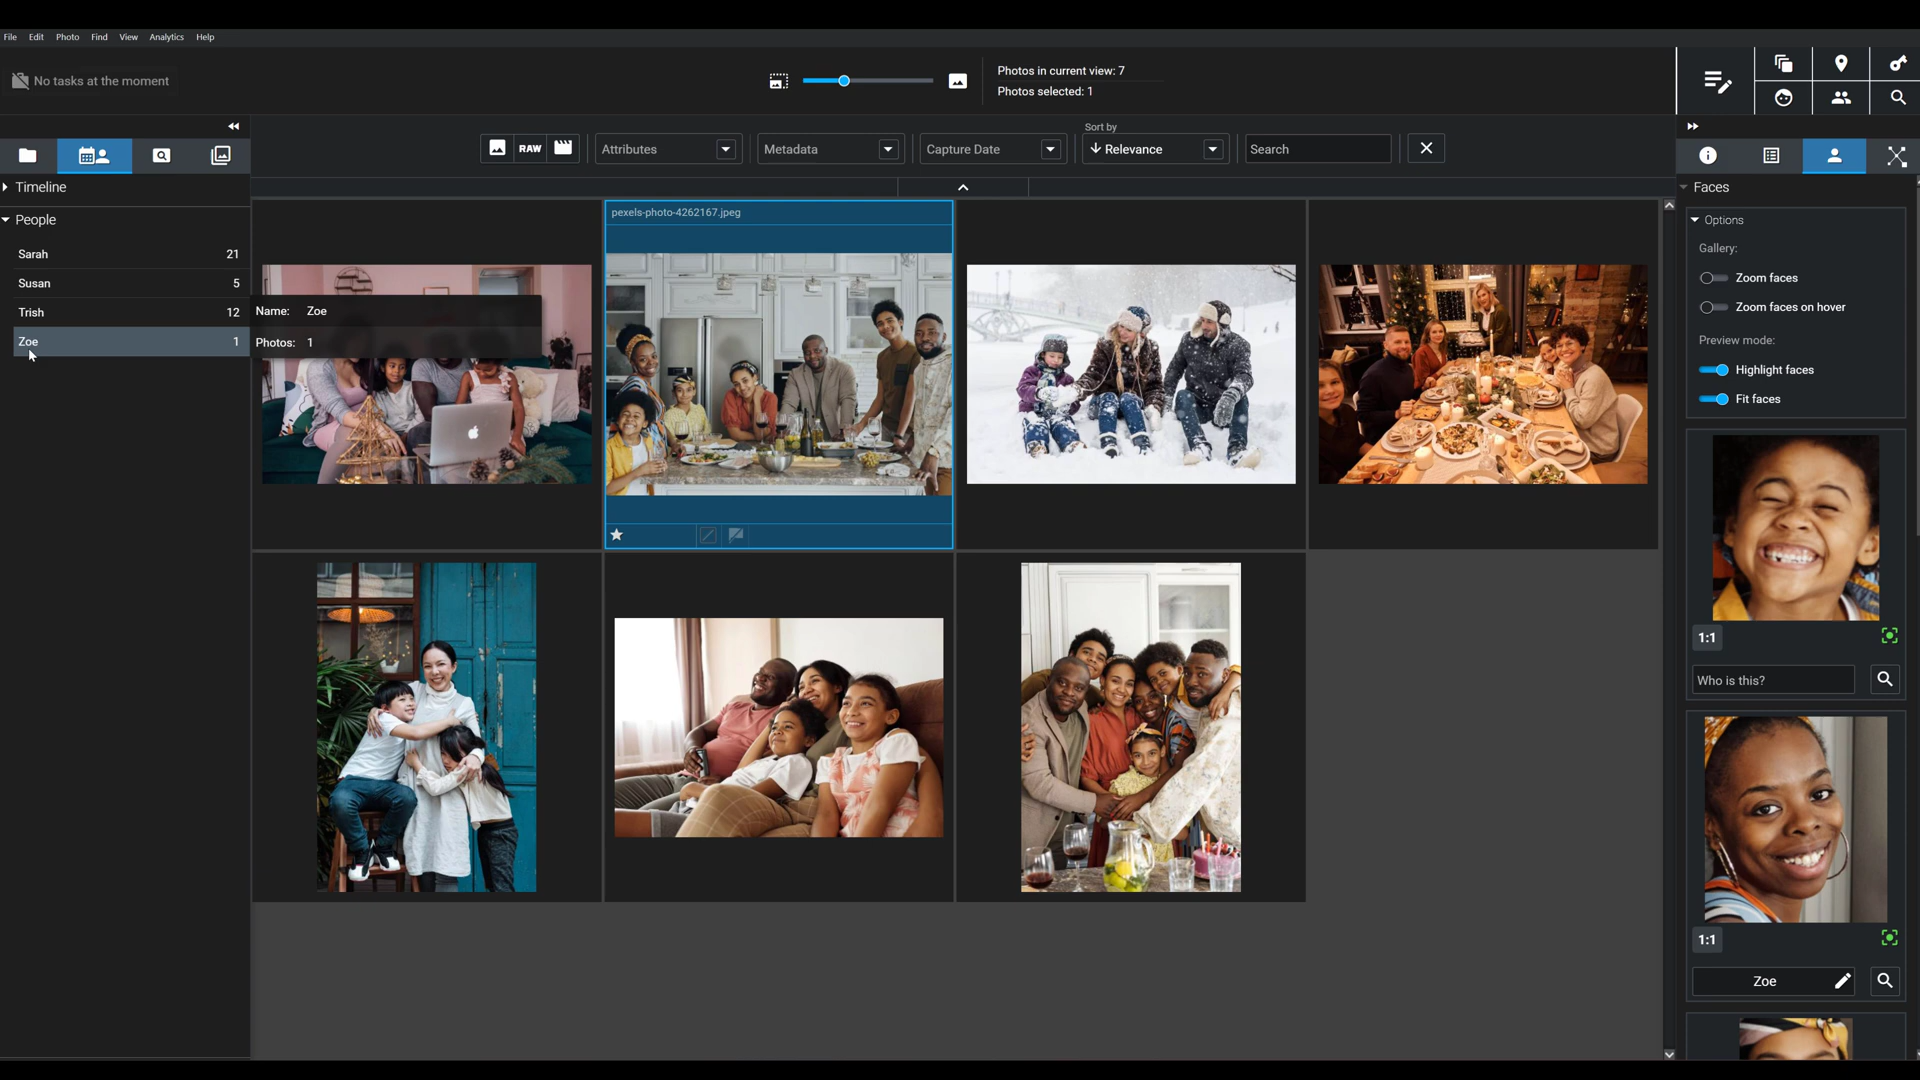 File Edit Photo Find View Analytics Help
No tasks at the moment
Photos in current view: 7
Photos selected: 1
Sort by
RAW Attributes Metadata Capture Date Relevance Search
Timeline
People
Sarah 21
Susan 5
Trish 12
Zoe 1
Name: Zoe
Photos: 1
pexels-photo-4262167.jpeg
Faces
Options
Gallery:
Zoom faces
Zoom faces on hover
Preview mode:
Highlight faces
Fit faces
1:1
Who is this?
1:1
Zoe